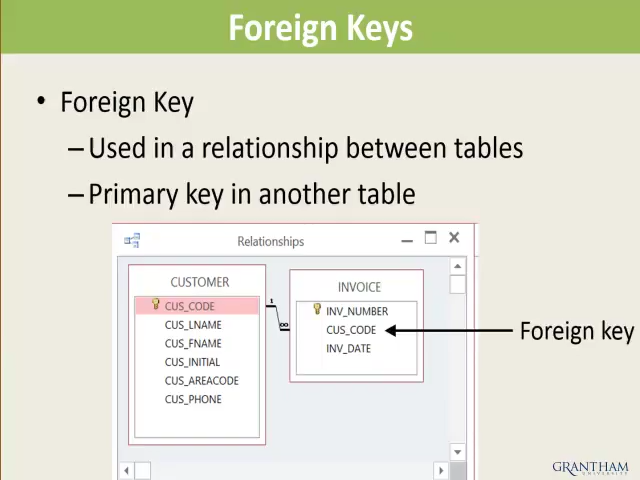 Foreign Keys
• Foreign Key
–Used in a relationship between tables
–Primary key in another table
Relationships
CUSTOMER
CUS_CODE
CUS_LNAME
CUS_FNAME
CUS_INITIAL
CUS_AREACODE
CUS_PHONE
1
∞
INVOICE
INV_NUMBER
CUS_CODE
INV_DATE
Foreign key
GRANTHAM
UNIVERSITY